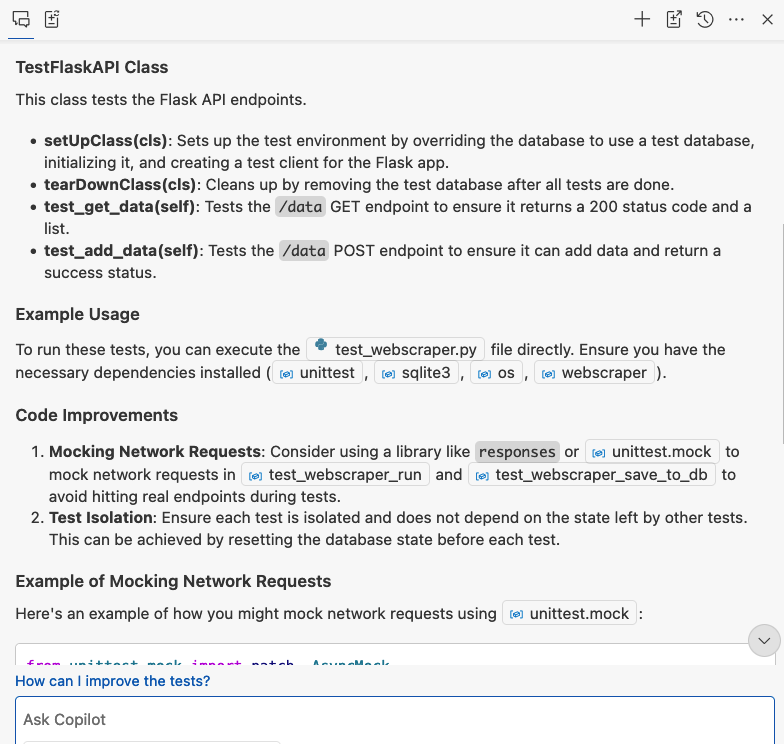 TestFlaskAPI Class
This class tests the Flask API endpoints.
• setUpClass(cls): Sets up the test environment by overriding the database to use a test database,
initializing it, and creating a test client for the Flask app.
• tearDownClass(cls): Cleans up by removing the test database after all tests are done.
• test_get_data(self): Tests the /data GET endpoint to ensure it returns a 200 status code and a
list.
• test_add_data(self): Tests the /data POST endpoint to ensure it can add data and return a
success status.
Example Usage
To run these tests, you can execute the test_webscraper.py file directly. Ensure you have the
necessary dependencies installed ( unittest , sqlite3 , os , webscraper ).
Code Improvements
1. Mocking Network Requests: Consider using a library like responses or unittest.mock to
mock network requests in test_webscraper_run and test_webscraper_save_to_db to
avoid hitting real endpoints during tests.
2. Test Isolation: Ensure each test is isolated and does not depend on the state left by other tests.
This can be achieved by resetting the database state before each test.
Example of Mocking Network Requests
Here's an example of how you might mock network requests using unittest.mock :
from unittest.mock import patch, AsyncMock
How can I improve the tests?
Ask Copilot